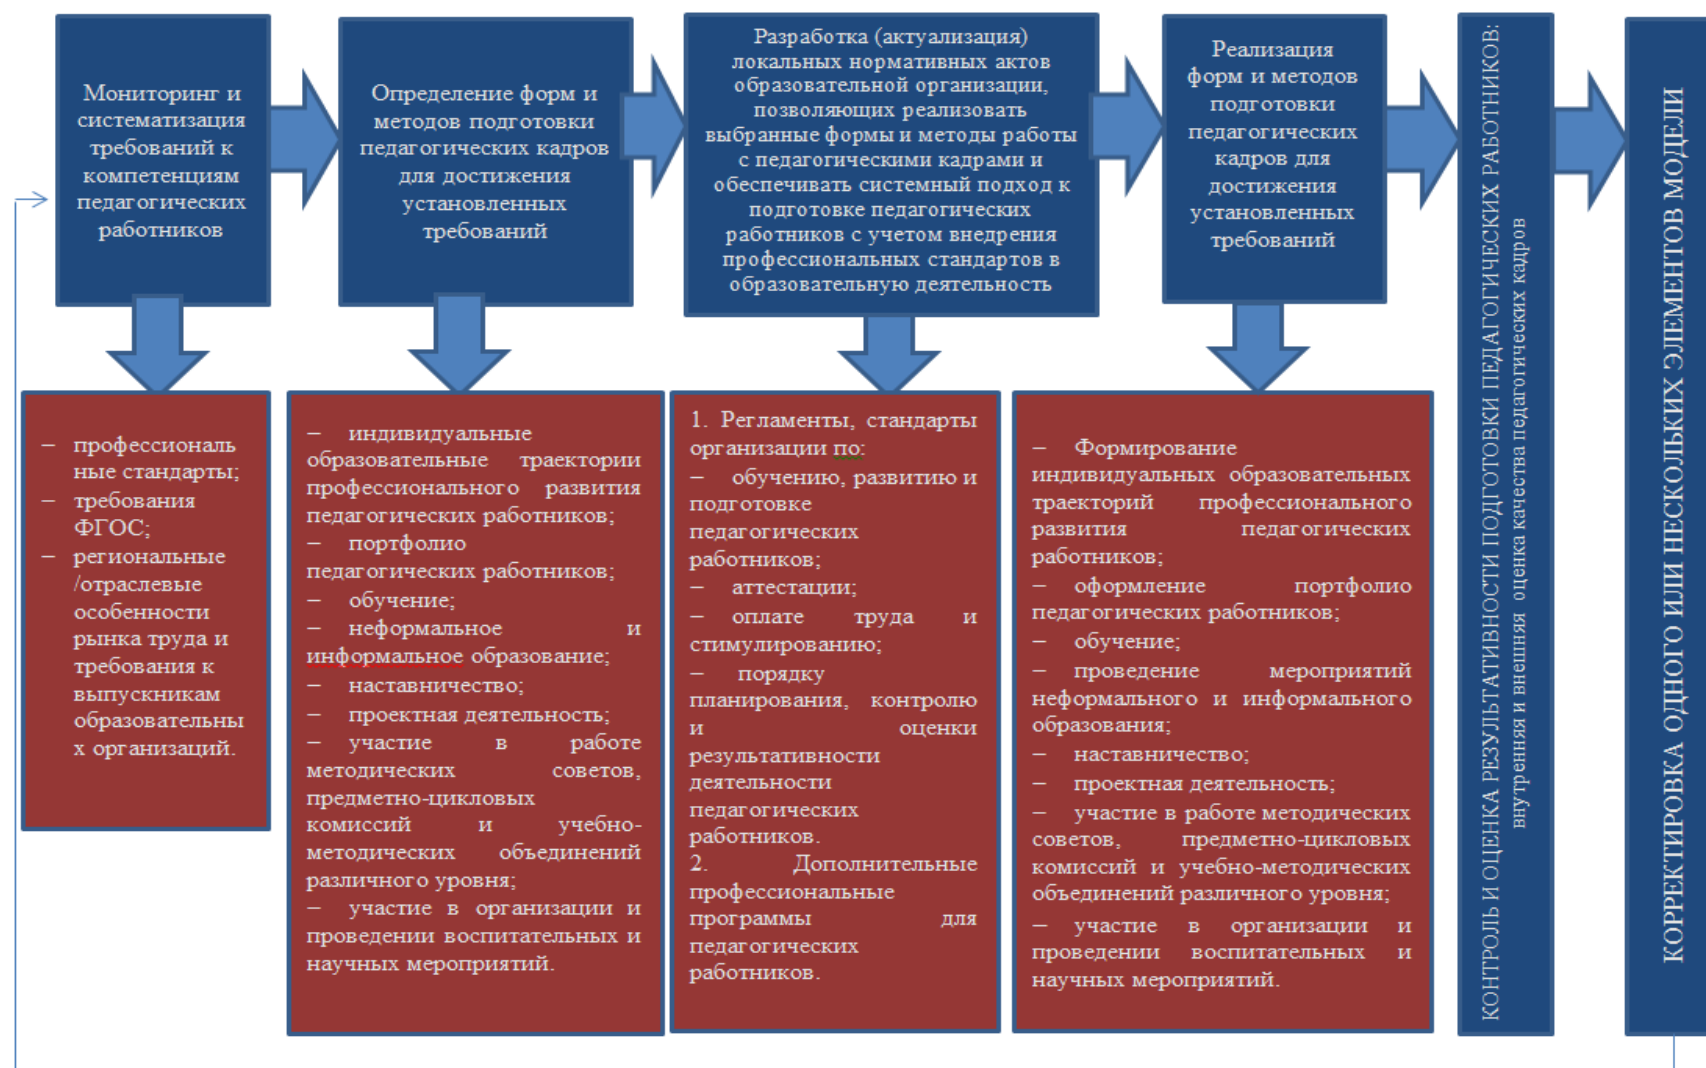 Мониторинг и
систематизация
требований к
компетенциям
педагогических
работников
Определение форм и
методов подготовки
педагогических кадров
для достижения
установленных
требований
Разработка (актуализация)
локальных нормативных актов
образовательной организации,
позволяющих реализовать
выбранные формы и методы работы
с педагогическими кадрами и
обеспечивать системный подход к
подготовке педагогических
работников с учетом внедрения
профессиональных стандартов в
образовательную деятельность
Реализация
форм и методов
подготовки
педагогических
кадров для
достижения
установленных
требований
КОНТРОЛЬ И ОЦЕНКА РЕЗУЛЬТАТИВНОСТИ ПОДГОТОВКИ ПЕДАГОГИЧЕСКИХ РАБОТНИКОВ:
внутренняя и внешняя оценка качества педагогических кадров
КОРРЕКТИРОВКА ОДНОГО ИЛИ НЕСКОЛЬКИХ ЭЛЕМЕНТОВ МОДЕЛИ
– профессиональ
ные стандарты;
– требования
ФГОС;
– региональные
/отраслевые
особенности
рынка труда и
требования к
выпускникам
образовательны
х организаций.
– индивидуальные
образовательные траектории
профессионального развития
педагогических работников;
– портфолио
педагогических работников;
– обучение;
– неформальное и
информальное образование;
– наставничество;
– проектная деятельность;
– участие в работе
методических советов,
предметно-цикловых
комиссий и учебно-
методических объединений
различного уровня;
– участие в организации и
проведении воспитательных и
научных мероприятий.
1. Регламенты, стандарты
организации по:
– обучению, развитию и
подготовке
педагогических
работников;
– аттестации;
– оплате труда и
стимулированию;
– порядку
планирования, контролю
и оценки
результативности
деятельности
педагогических
работников.
2. Дополнительные
профессиональные
программы для
педагогических
работников.
– Формирование
индивидуальных образовательных
траекторий профессионального
развития педагогических
работников;
– оформление портфолио
педагогических работников;
– обучение;
– проведение мероприятий
неформального и информального
образования;
– наставничество;
– проектная деятельность;
– участие в работе методических
советов, предметно-цикловых
комиссий и учебно-методических
объединений различного уровня;
– участие в организации и
проведении воспитательных и
научных мероприятий.